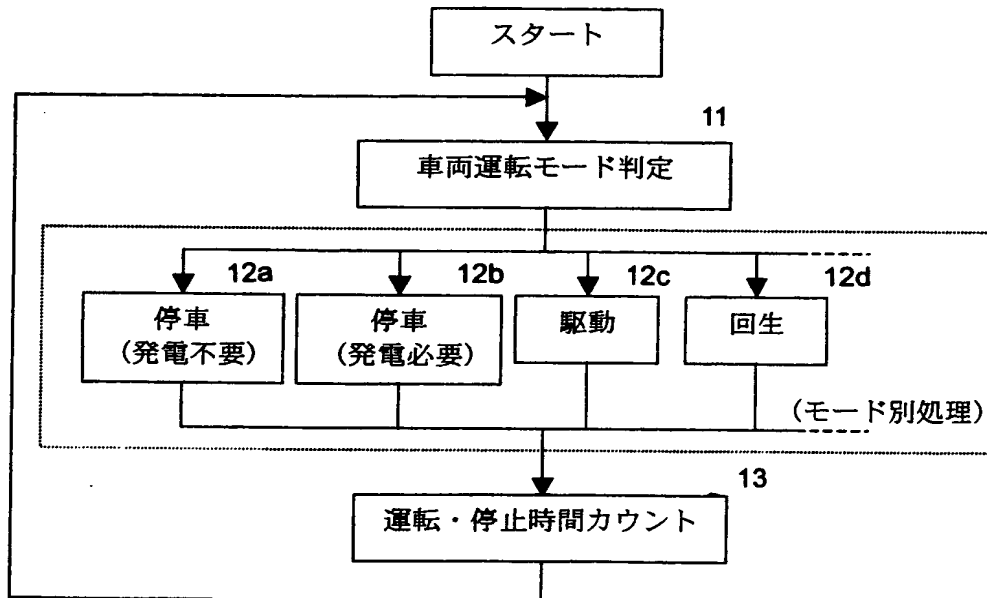 スタート
11
車両運転モード判定
12a
12b
12c
12d
停車
(発電不要)
停車
(発電必要)
駆動
回生
(モード別処理)
13
運転・停止時間カウント